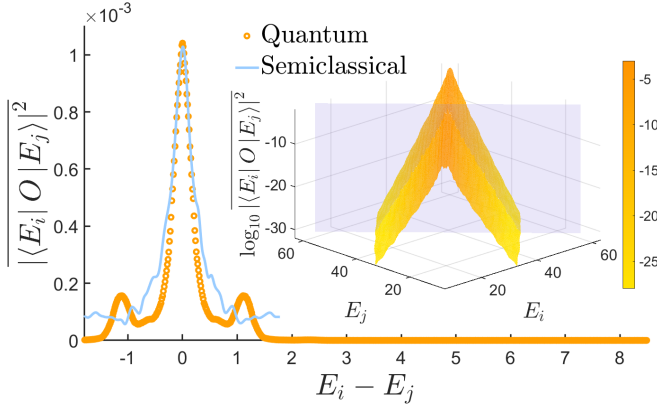 ×10⁻³
Quantum
Semiclassical
1
0.8
0.6
0.4
0.2
0
-1 0 1 2 3 4 5 6 7 8
E_i − E_j
|⟨E_i| O |E_j⟩|²
log₁₀ |⟨E_i| O |E_j⟩|²
-10
-20
-30
60
40
20
E_j
20
40
60
E_i
-5
-10
-15
-20
-25